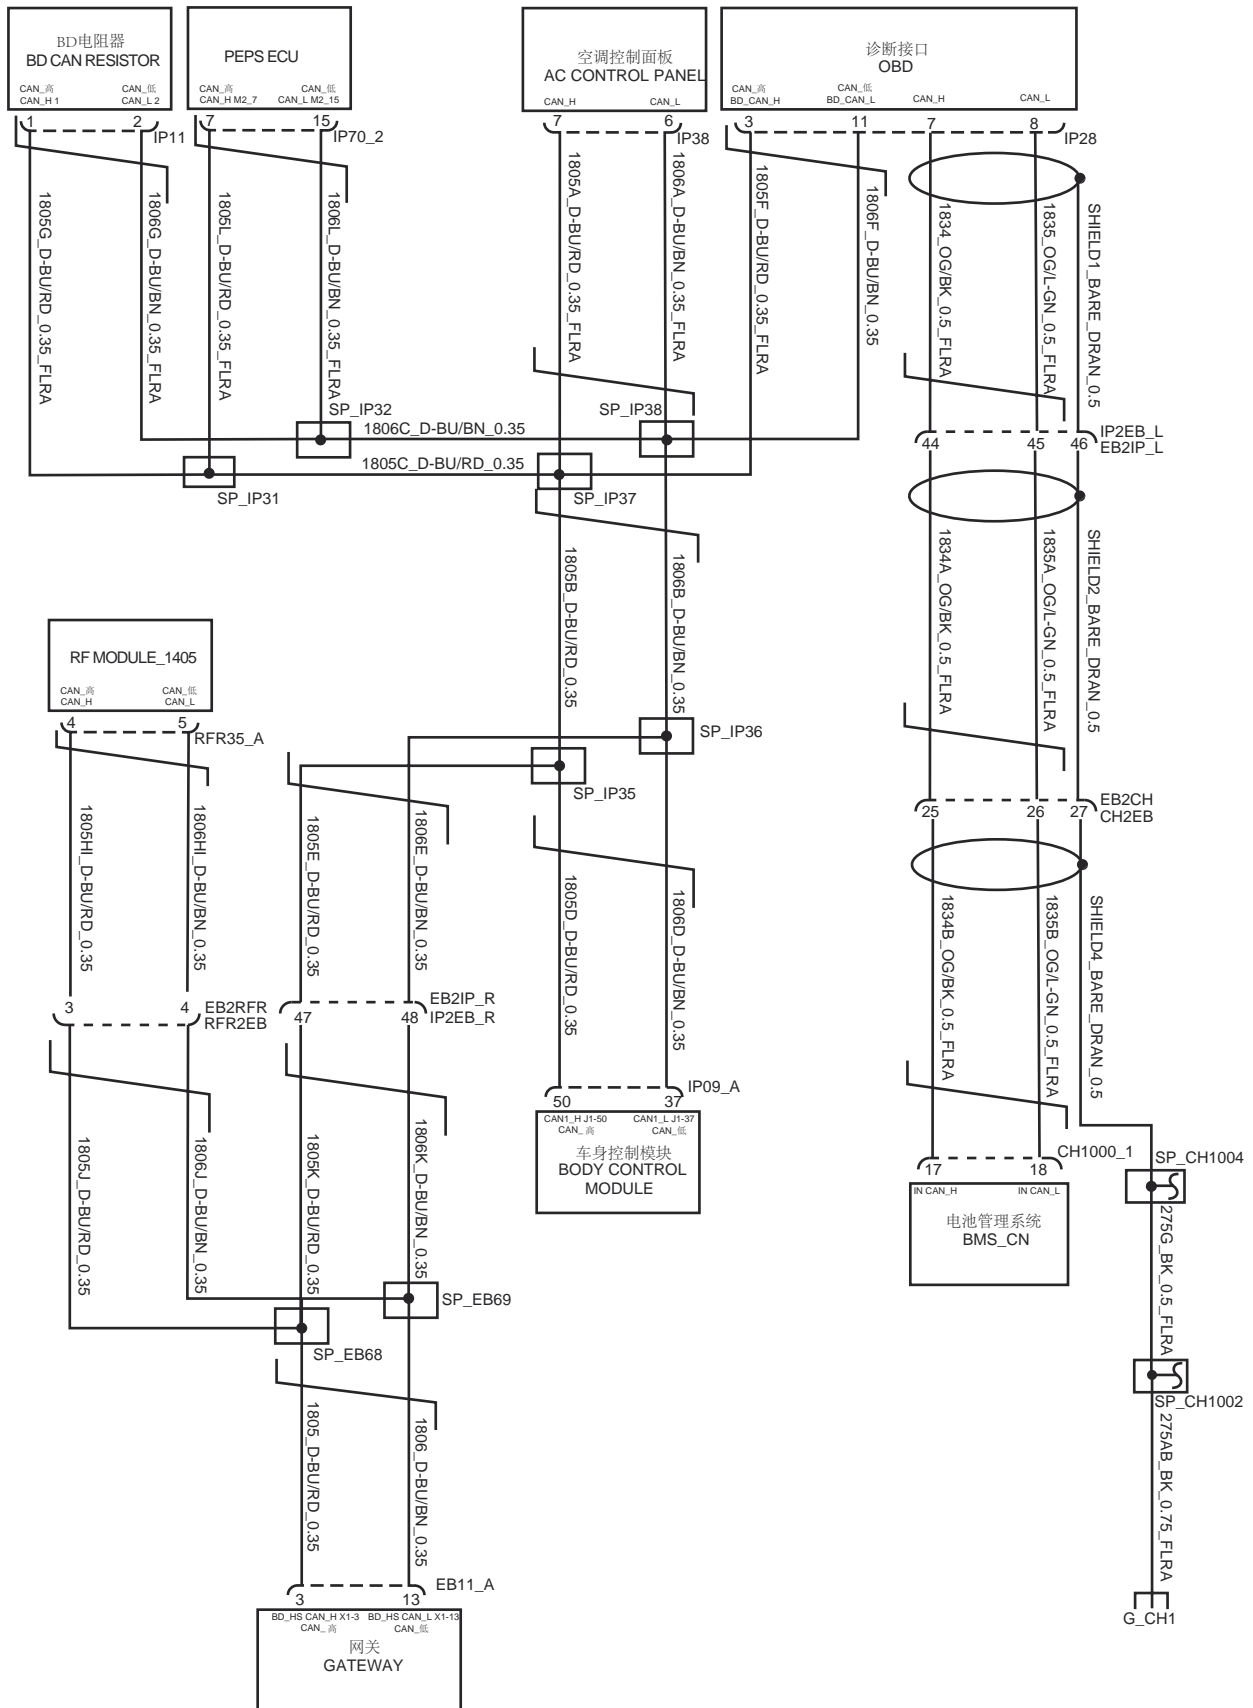 BD电阻器
BD CAN RESISTOR
CAN_高
CAN_H 1
CAN_低
CAN_L 2
1
2
IP11
PEPS ECU
CAN_高
CAN_H M2_7
CAN_低
CAN_L M2_15
7
15
IP70_2
空调控制面板
AC CONTROL PANEL
CAN_H
CAN_L
7
6
IP38
诊断接口
OBD
CAN_高
BD_CAN_H
CAN_低
BD_CAN_L
CAN_H
CAN_L
3
11
7
8
IP28
1805G_D-BU/RD_0.35_FLRA
1806G_D-BU/BN_0.35_FLRA
1805L_D-BU/RD_0.35_FLRA
1806L_D-BU/BN_0.35_FLRA
1805A_D-BU/RD_0.35_FLRA
1806A_D-BU/BN_0.35_FLRA
1805F_D-BU/RD_0.35_FLRA
1806F_D-BU/BN_0.35
1834_OG/BK_0.5_FLRA
1835_OG/L-GN_0.5_FLRA
SHIELD1_BARE_DRAN_0.5
SP_IP32
1806C_D-BU/BN_0.35
SP_IP38
1805C_D-BU/RD_0.35
SP_IP31
SP_IP37
44
45
46
IP2EB_L
EB2IP_L
1805B_D-BU/RD_0.35
1806B_D-BU/BN_0.35
1834A_OG/BK_0.5_FLRA
1835A_OG/L-GN_0.5_FLRA
SHIELD2_BARE_DRAN_0.5
RF MODULE_1405
CAN_高
CAN_H
CAN_低
CAN_L
4
5
RFR35_A
SP_IP36
SP_IP35
25
26
27
EB2CH
CH2EB
1805HI_D-BU/RD_0.35
1806HI_D-BU/BN_0.35
1805E_D-BU/RD_0.35
1806E_D-BU/BN_0.35
1805D_D-BU/RD_0.35
1806D_D-BU/BN_0.35
1834B_OG/BK_0.5_FLRA
1835B_OG/L-GN_0.5_FLRA
SHIELD4_BARE_DRAN_0.5
3
4
EB2RFR
RFR2EB
47
48
EB2IP_R
IP2EB_R
IP09_A
50
37
CAN1_H J1-50
CAN_高
CAN1_L J1-37
CAN_低
车身控制模块
BODY CONTROL
MODULE
1805J_D-BU/RD_0.35
1806J_D-BU/BN_0.35
1805K_D-BU/RD_0.35
1806K_D-BU/BN_0.35
CH1000_1
17
18
IN CAN_H
IN CAN_L
电池管理系统
BMS_CN
SP_CH1004
275G_BK_0.5_FLRA
SP_EB69
SP_EB68
SP_CH1002
1805_D-BU/RD_0.35
1806_D-BU/BN_0.35
275AB_BK_0.75_FLRA
EB11_A
3
13
BD_HS CAN_H X1-3
CAN_高
BD_HS CAN_L X1-13
CAN_低
网关
GATEWAY
G_CH1